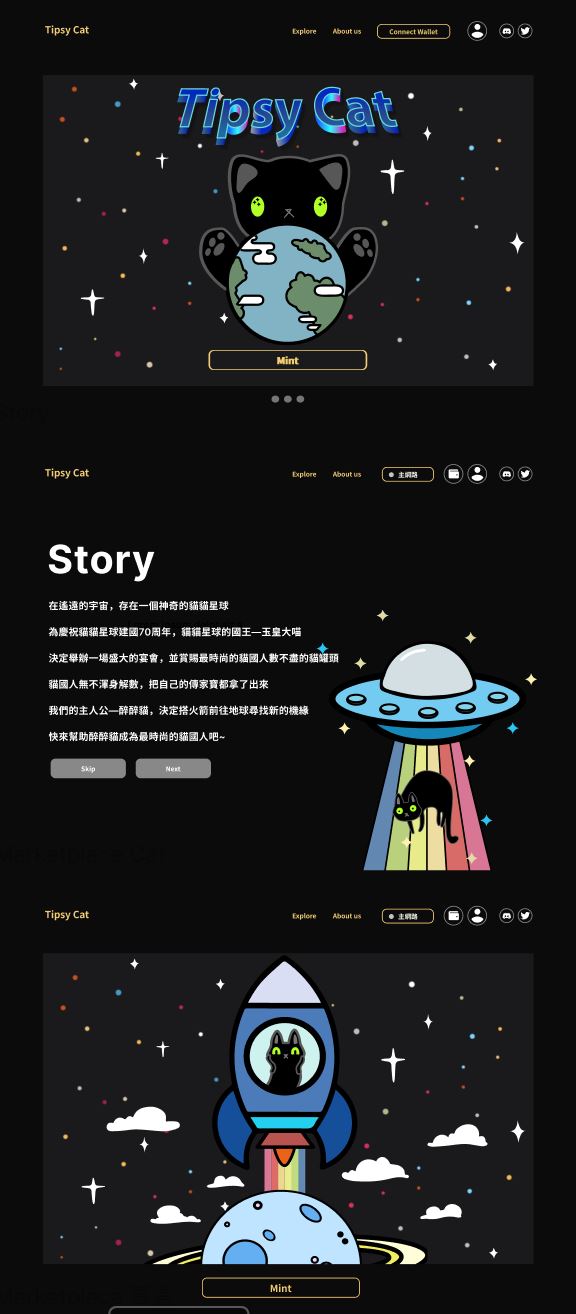 Tipsy Cat
Explore
About us
Connect Wallet
Tipsy Cat
Mint
Story
Tipsy Cat
Explore
About us
主網路
Story
在遙遠的宇宙，存在一個神奇的貓貓星球
為慶祝貓貓星球建國70周年，貓貓星球的國王—玉皇大喵
決定舉辦一場盛大的宴會，並賞賜最時尚的貓國人數不盡的貓罐頭
貓國人無不渾身解數，把自己的傳家寶都拿了出來
我們的主人公—醉醉貓，決定搭火箭前往地球尋找新的機緣
快來幫助醉醉貓成為最時尚的貓國人吧~
Skip
Next
Marketplace Cat
Tipsy Cat
Explore
About us
主網路
Mint
Marketplace